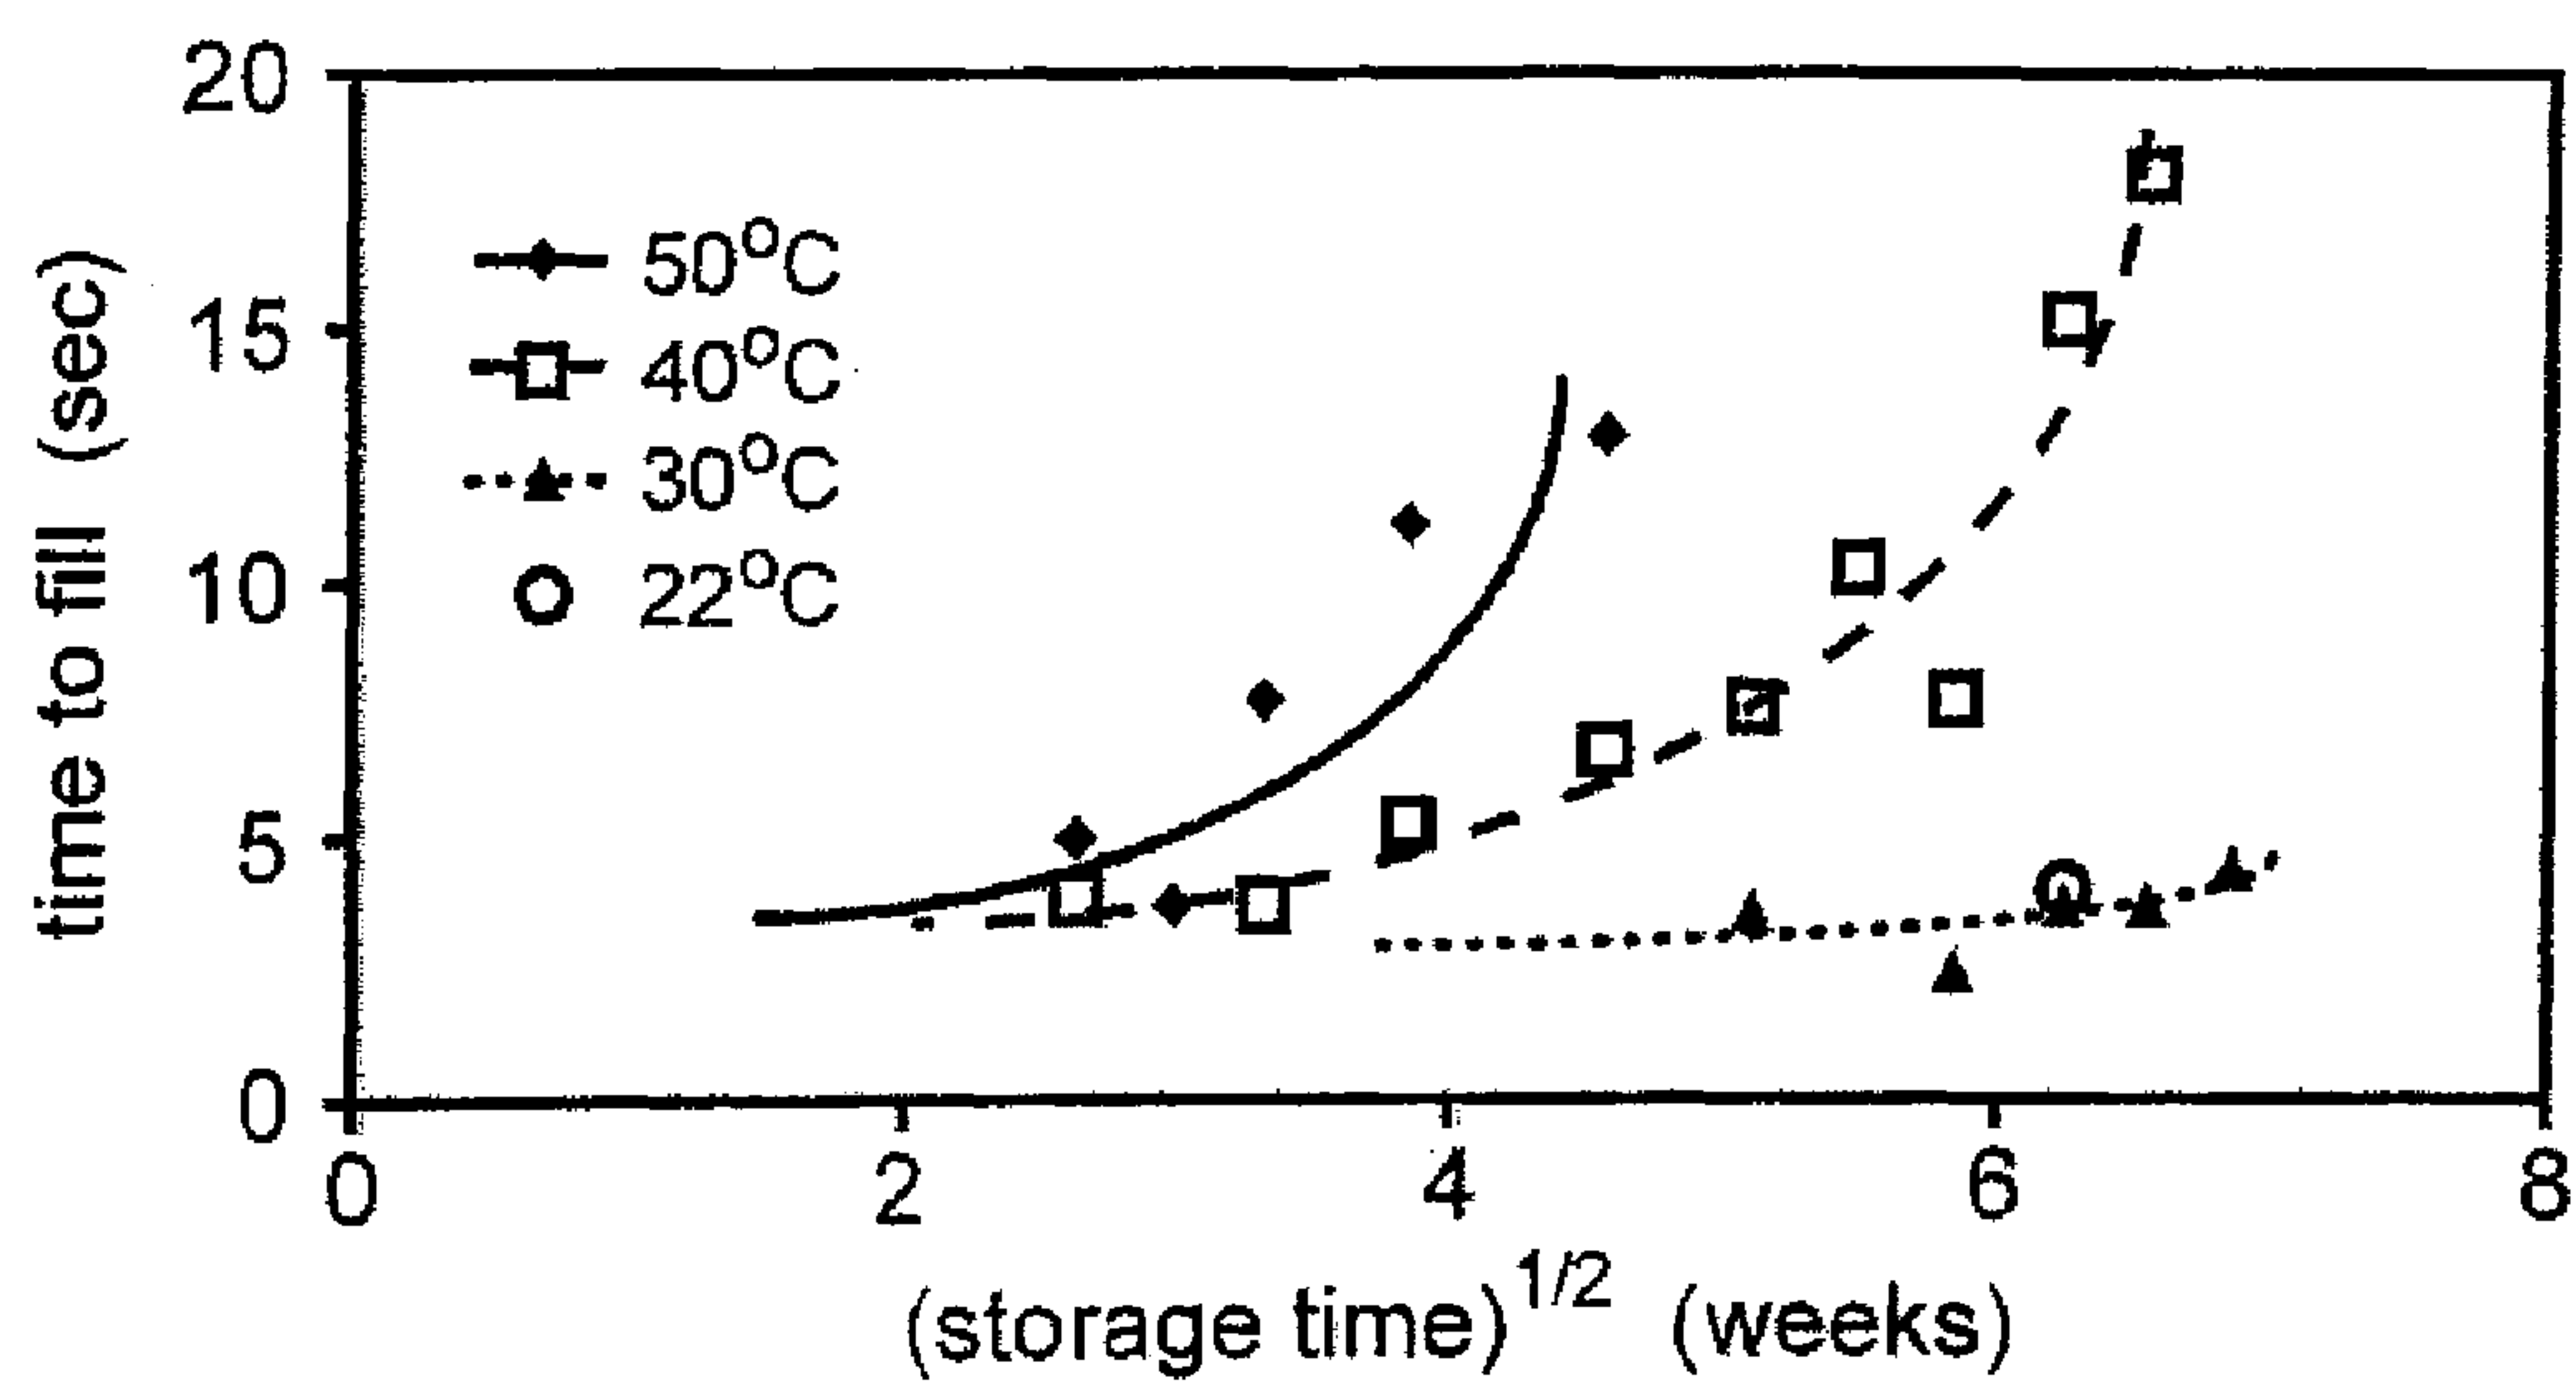 20
15
10
5
0
time to fill (sec)
50°C
40°C
30°C
22°C
0 2 4 6 8
(storage time)^1/2 (weeks)